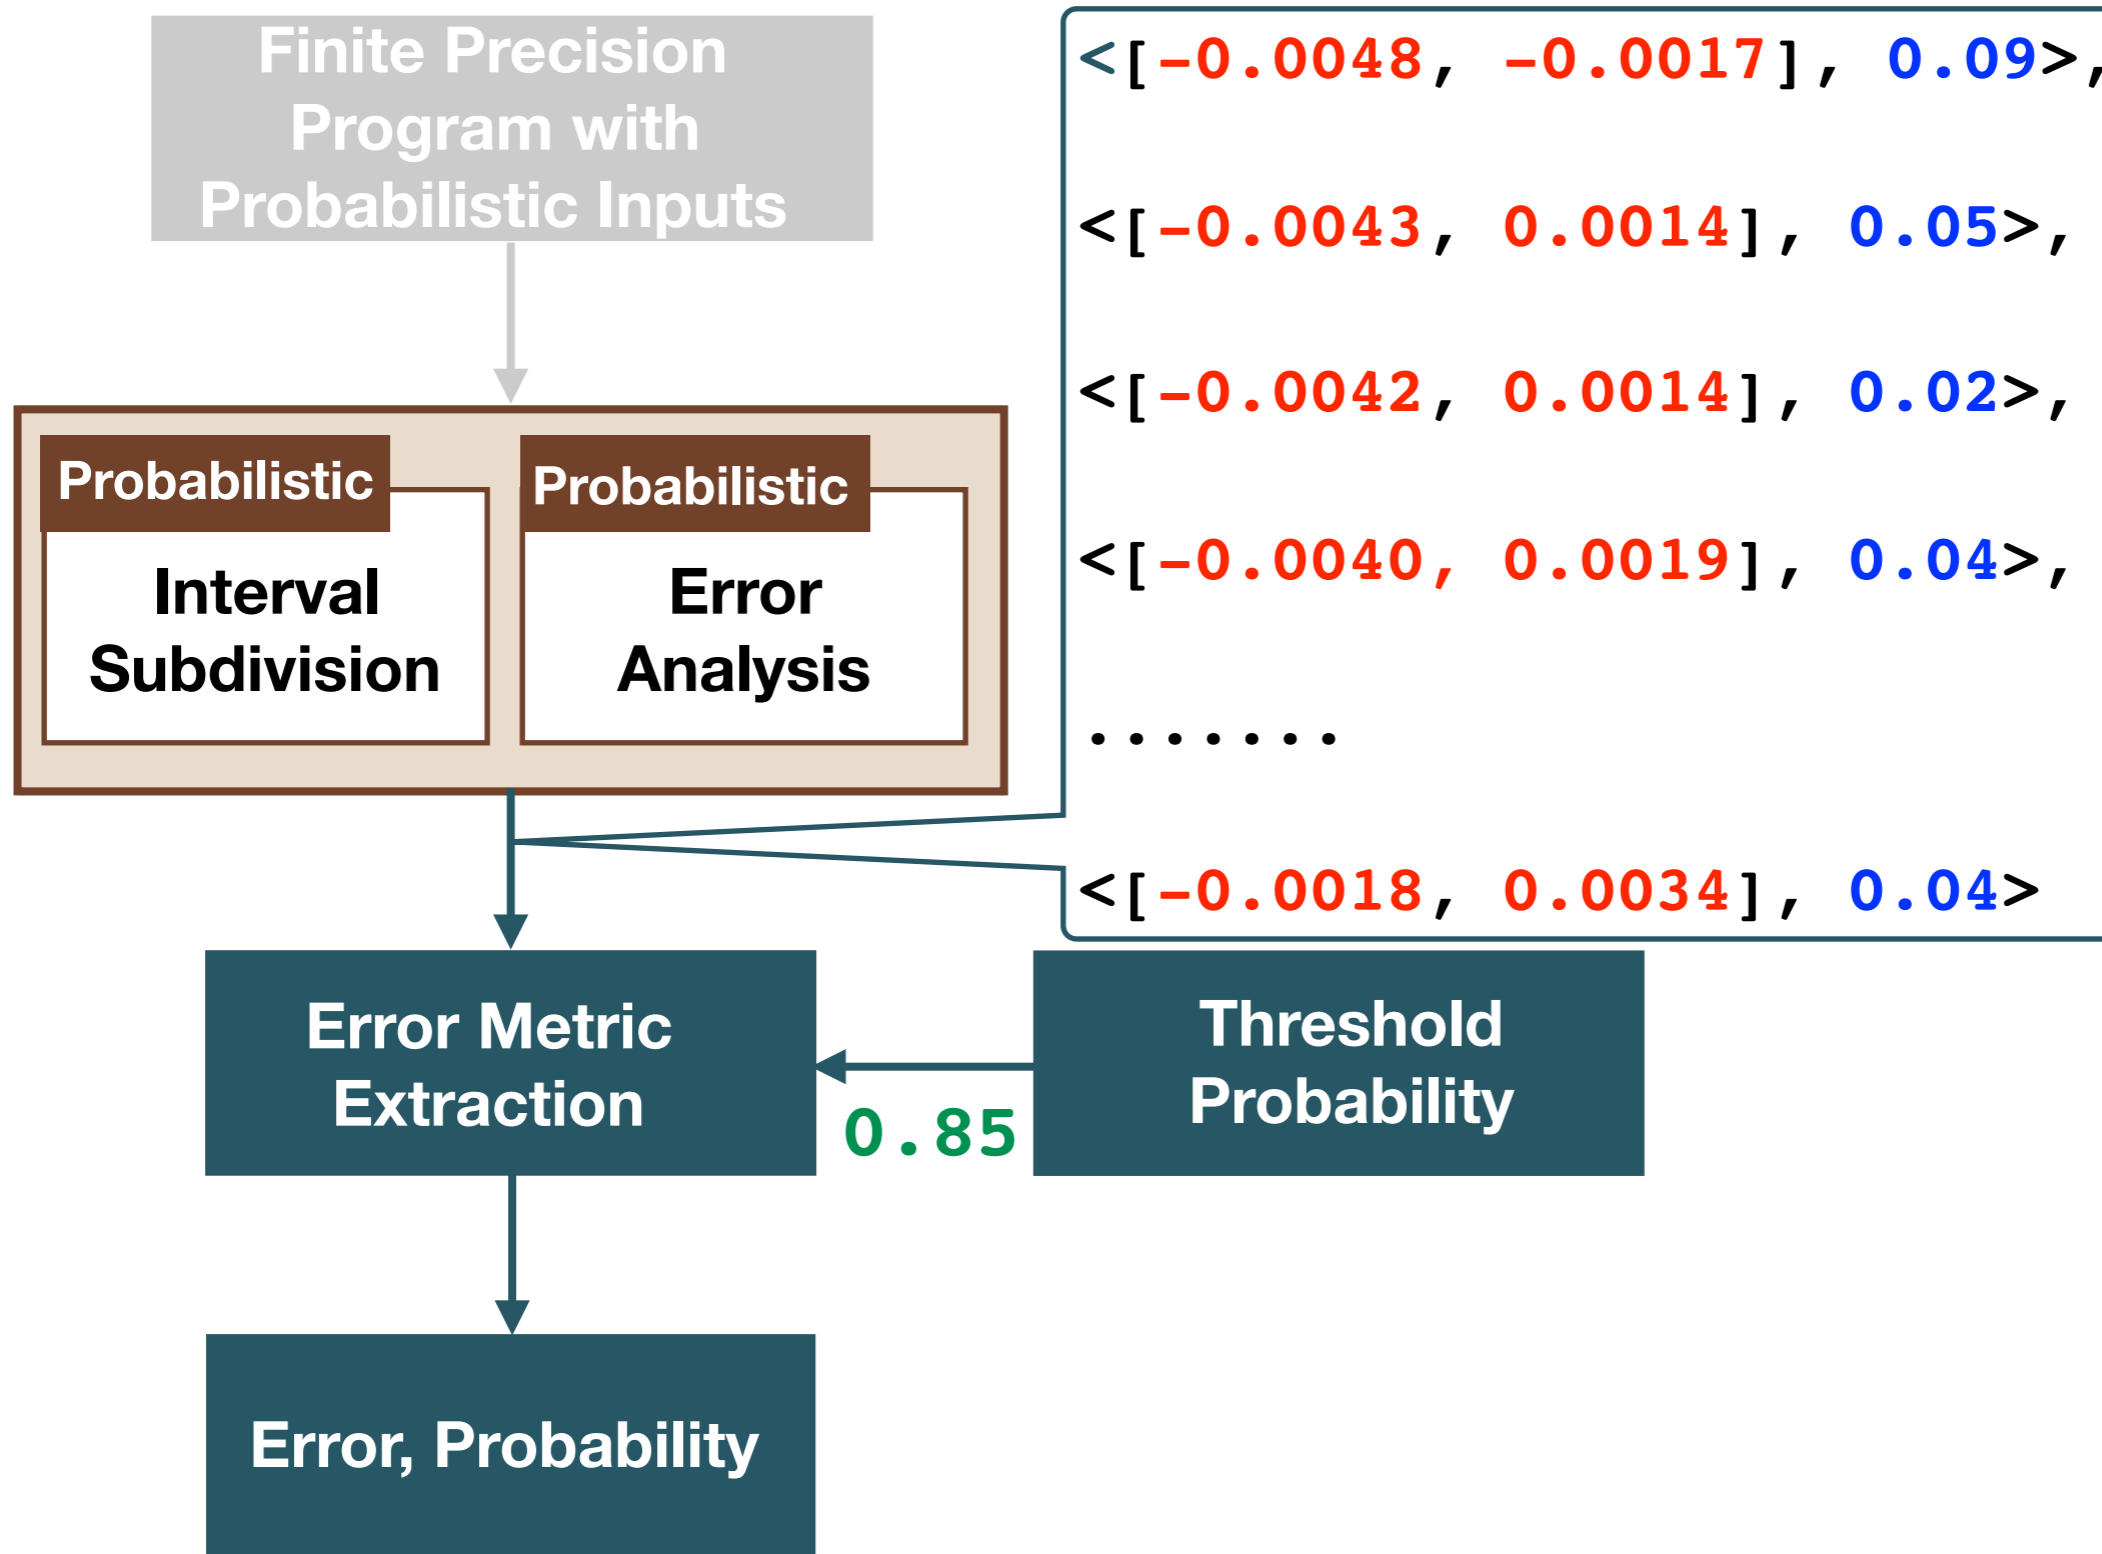 Finite Precision
Program with
Probabilistic Inputs
<[-0.0048, -0.0017], 0.09>,
<[-0.0043, 0.0014], 0.05>,
<[-0.0042, 0.0014], 0.02>,
<[-0.0040, 0.0019], 0.04>,
.......
<[-0.0018, 0.0034], 0.04>
Probabilistic
Interval
Subdivision
Probabilistic
Error
Analysis
Error Metric
Extraction
0.85
Threshold
Probability
Error, Probability